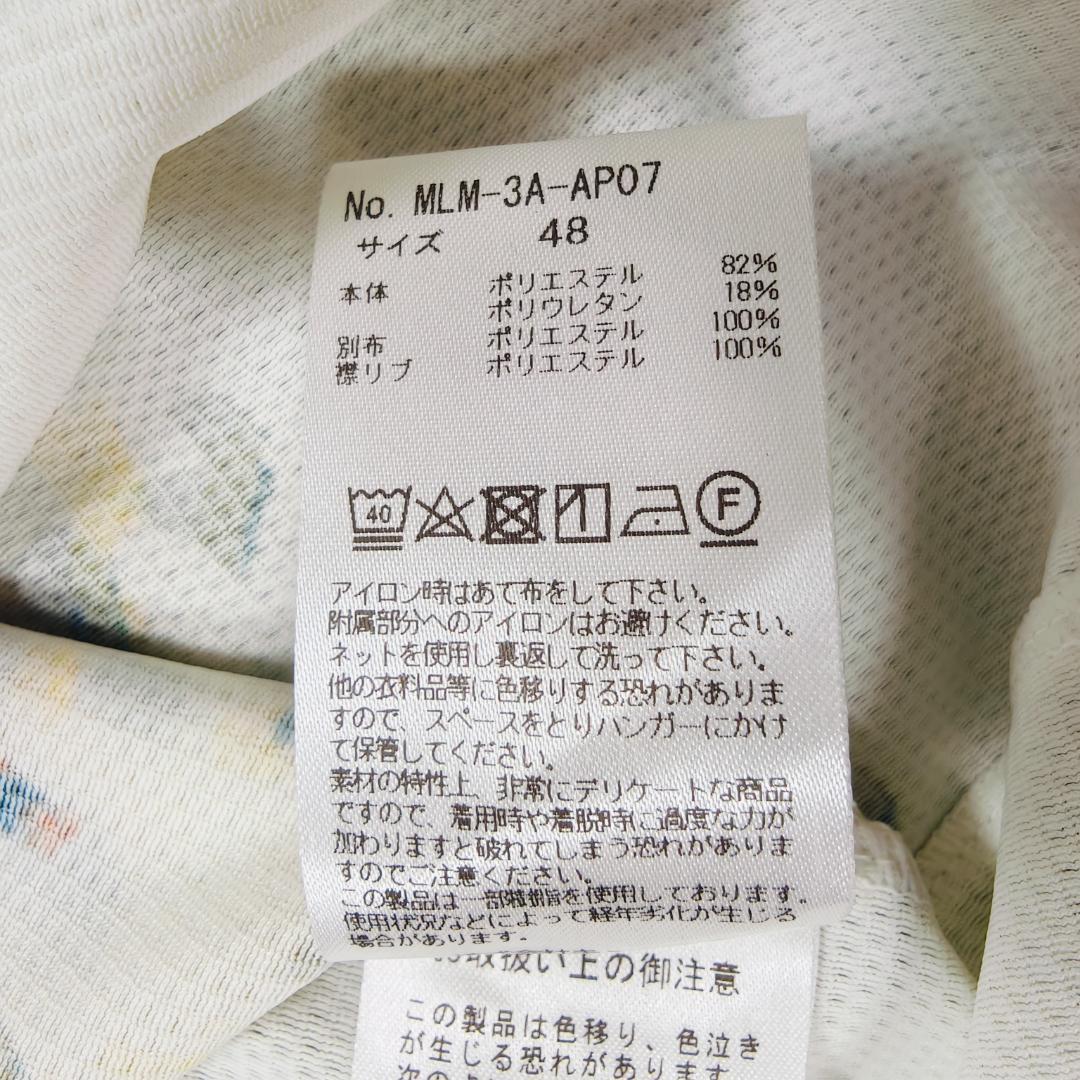 No. MLM-3A-AP07
サイズ 48
本体 ポリエステル 82%
ポリウレタン 18%
別布 ポリエステル 100%
襟リブ ポリエステル 100%
40
F
アイロン時はあて布をして下さい。
附属部分へのアイロンはお避けください。
ネットを使用し裏返して洗って下さい。
他の衣料品等に色移りする恐れがありま
すので、スペースをとりハンガーにかけ
て保管してください。
素材の特性上、非常にデリケートな商品
ですので、着用時や着脱時に過度な力が
加わりますと破れてしまう恐れがありま
すのでご注意ください。
この製品は一部樹脂を使用しております。
使用状況などによって経年劣化が生じる
場合があります。
取扱い上の御注意
この製品は色移り、色泣き
が生じる恐れがあります
次の